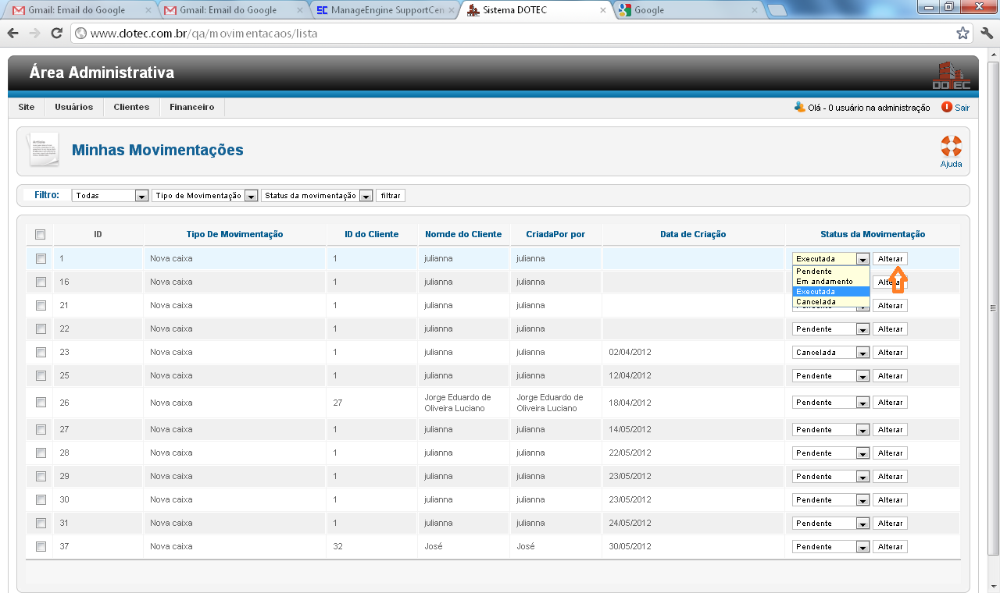 Gmail: Email do Google
Gmail: Email do Google
ManageEngine SupportCen
Sistema DOTEC
Google
www.dotec.com.br/qa/movimentacaos/lista
Área Administrativa
DOTEC
Site Usuários Clientes Financeiro
Olá - 0 usuário na administração Sair
Minhas Movimentações
Ajuda
Filtro: Todas Tipo de Movimentação Status da movimentação filtrar
ID Tipo De Movimentação ID do Cliente Nomde do Cliente CriadaPor por Data de Criação Status da Movimentação
1 Nova caixa 1 julianna julianna Executada Alterar
Pendente
Em andamento
Executada
Cancelada
16 Nova caixa 1 julianna julianna Alterar
21 Nova caixa 1 julianna julianna Pendente Alterar
22 Nova caixa 1 julianna julianna Pendente Alterar
23 Nova caixa 1 julianna julianna 02/04/2012 Cancelada Alterar
25 Nova caixa 1 julianna julianna 12/04/2012 Pendente Alterar
26 Nova caixa 27 Jorge Eduardo de Oliveira Luciano Jorge Eduardo de Oliveira Luciano 18/04/2012 Pendente Alterar
27 Nova caixa 1 julianna julianna 14/05/2012 Pendente Alterar
28 Nova caixa 1 julianna julianna 22/05/2012 Pendente Alterar
29 Nova caixa 1 julianna julianna 23/05/2012 Pendente Alterar
30 Nova caixa 1 julianna julianna 23/05/2012 Pendente Alterar
31 Nova caixa 1 julianna julianna 24/05/2012 Pendente Alterar
37 Nova caixa 32 José José 30/05/2012 Pendente Alterar